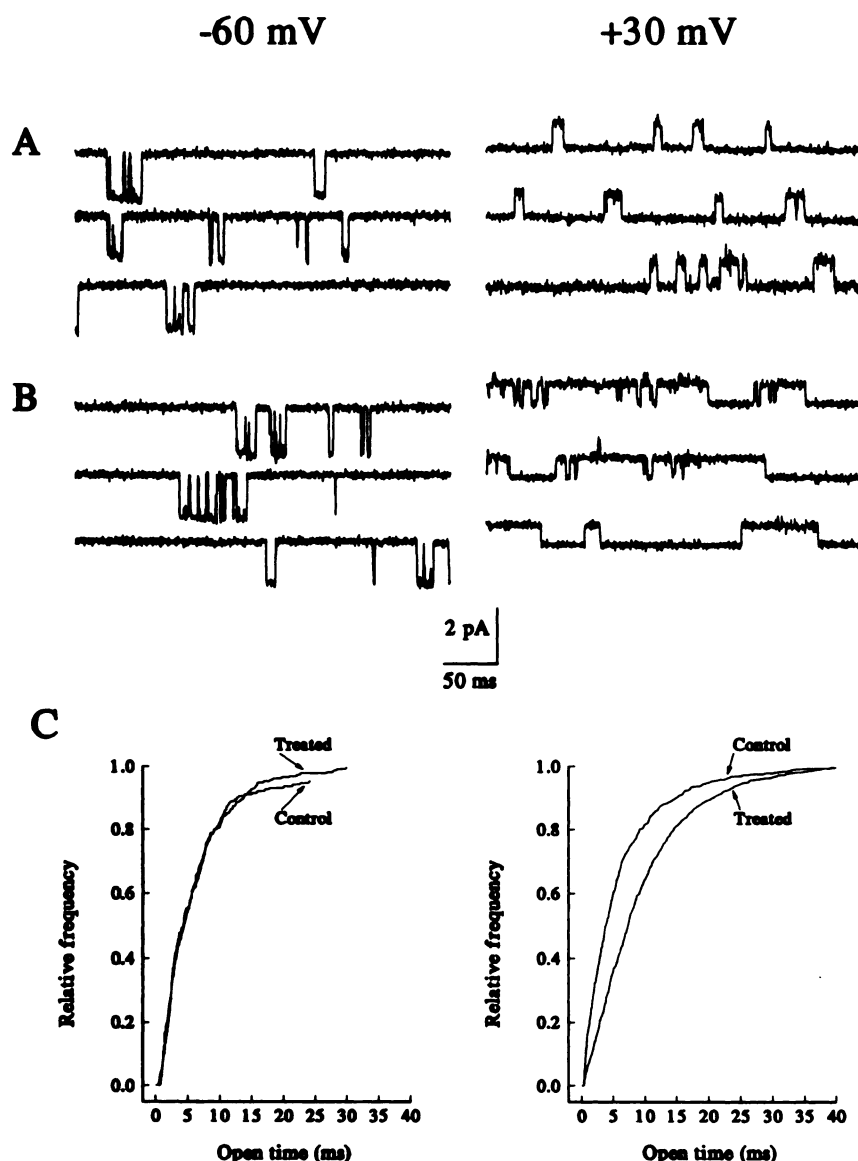 -60 mV +30 mV
A
B
2 pA
50 ms
C
Treated
Control
Relative frequency
1.0
0.8
0.6
0.4
0.2
0.0
0 5 10 15 20 25 30 35 40
Open time (ms)
Control
Treated
Relative frequency
1.0
0.8
0.6
0.4
0.2
0.0
0 5 10 15 20 25 30 35 40
Open time (ms)